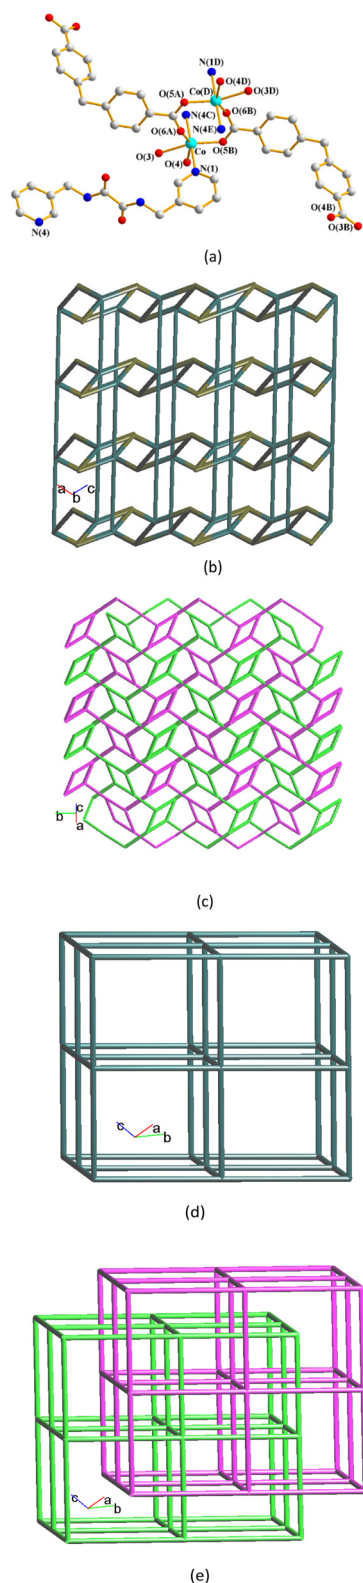 N(1D)
O(4D)
O(5A) Co(D) O(3D)
N(4C) O(6B)
O(6A) N(4E)
O(3) Co O(5B)
O(4) N(1)
N(4)
O(4B)
O(3B)
(a)
a c
b
(b)
b c
a
(c)
c a
b
(d)
c a
b
(e)